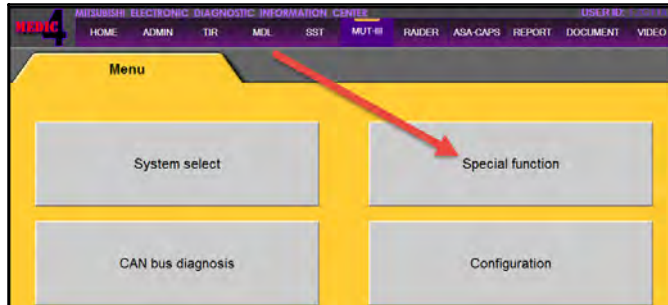 MITSUBISHI ELECTRONIC DIAGNOSTIC INFORMATION CENTER USER ID:
MEDIC 4 HOME ADMIN TIR MDL SST MUT-III RAIDER ASA-CAPS REPORT DOCUMENT VIDEO
Menu
System select Special function
CAN bus diagnosis Configuration